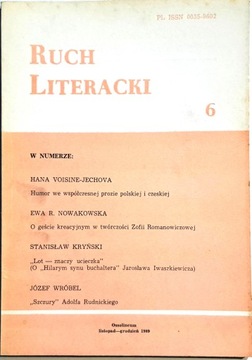 PL ISSN 0035-9602
RUCH
LITERACKI
6
W NUMERZE:
HANA VOISINE-JECHOVA
Humor we współczesnej prozie polskiej i czeskiej
EWA R. NOWAKOWSKA
O geście kreacyjnym w twórczości Zofii Romanowiczowej
STANISŁAW KRYŃSKI
„Lot — znaczy ucieczka”
(O „Hilarym synu buchaltera” Jarosława Iwaszkiewicza)
JÓZEF WRÓBEL
„Szczury” Adolfa Rudnickiego
Ossolineum
listopad—grudzień 1989